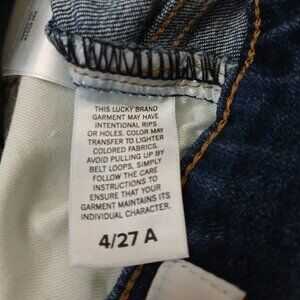 THIS LUCKY BRAND
GARMENT MAY HAVE
INTENTIONAL RIPS
OR HOLES. COLOR MAY
TRANSFER TO LIGHTER
COLORED FABRICS.
AVOID PULLING UP BY
BELT LOOPS, SIMPLY
FOLLOW THE CARE
INSTRUCTIONS TO
ENSURE THAT YOUR
GARMENT MAINTAINS ITS
INDIVIDUAL CHARACTER.
4/27 A